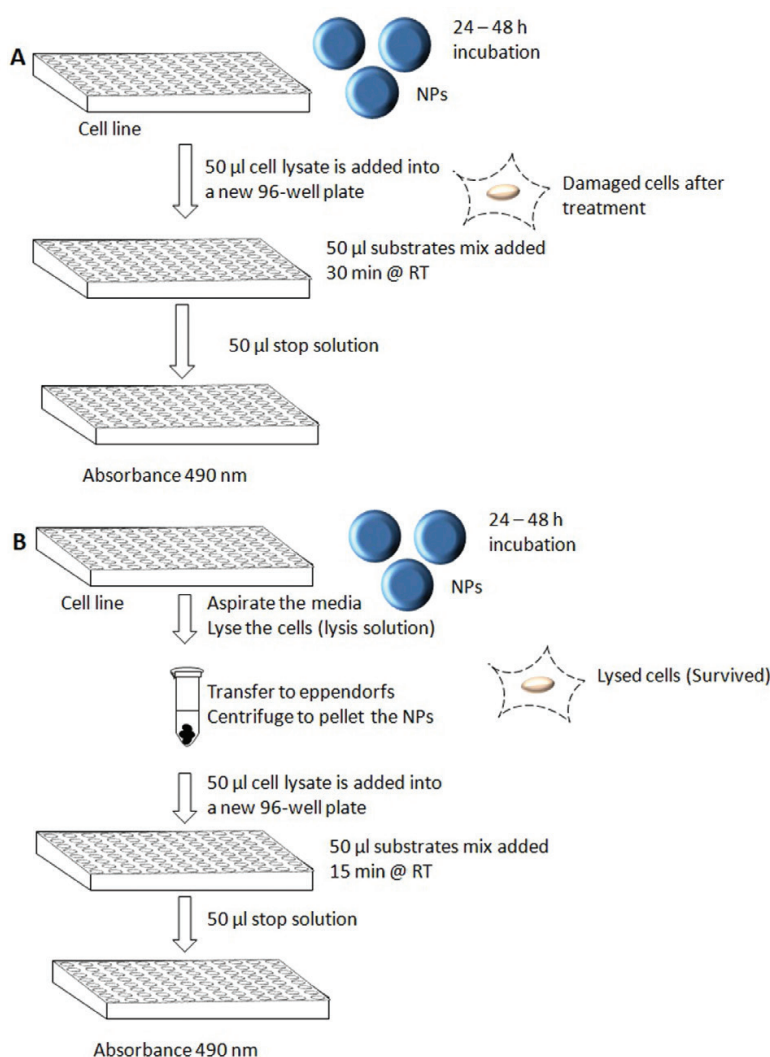 A
24 – 48 h
incubation
NPs
Cell line
50 µl cell lysate is added into
a new 96-well plate
Damaged cells after
treatment
50 µl substrates mix added
30 min @ RT
50 µl stop solution
Absorbance 490 nm
B
24 – 48 h
incubation
NPs
Cell line
Aspirate the media
Lyse the cells (lysis solution)
Lysed cells (Survived)
Transfer to eppendorfs
Centrifuge to pellet the NPs
50 µl cell lysate is added into
a new 96-well plate
50 µl substrates mix added
15 min @ RT
50 µl stop solution
Absorbance 490 nm